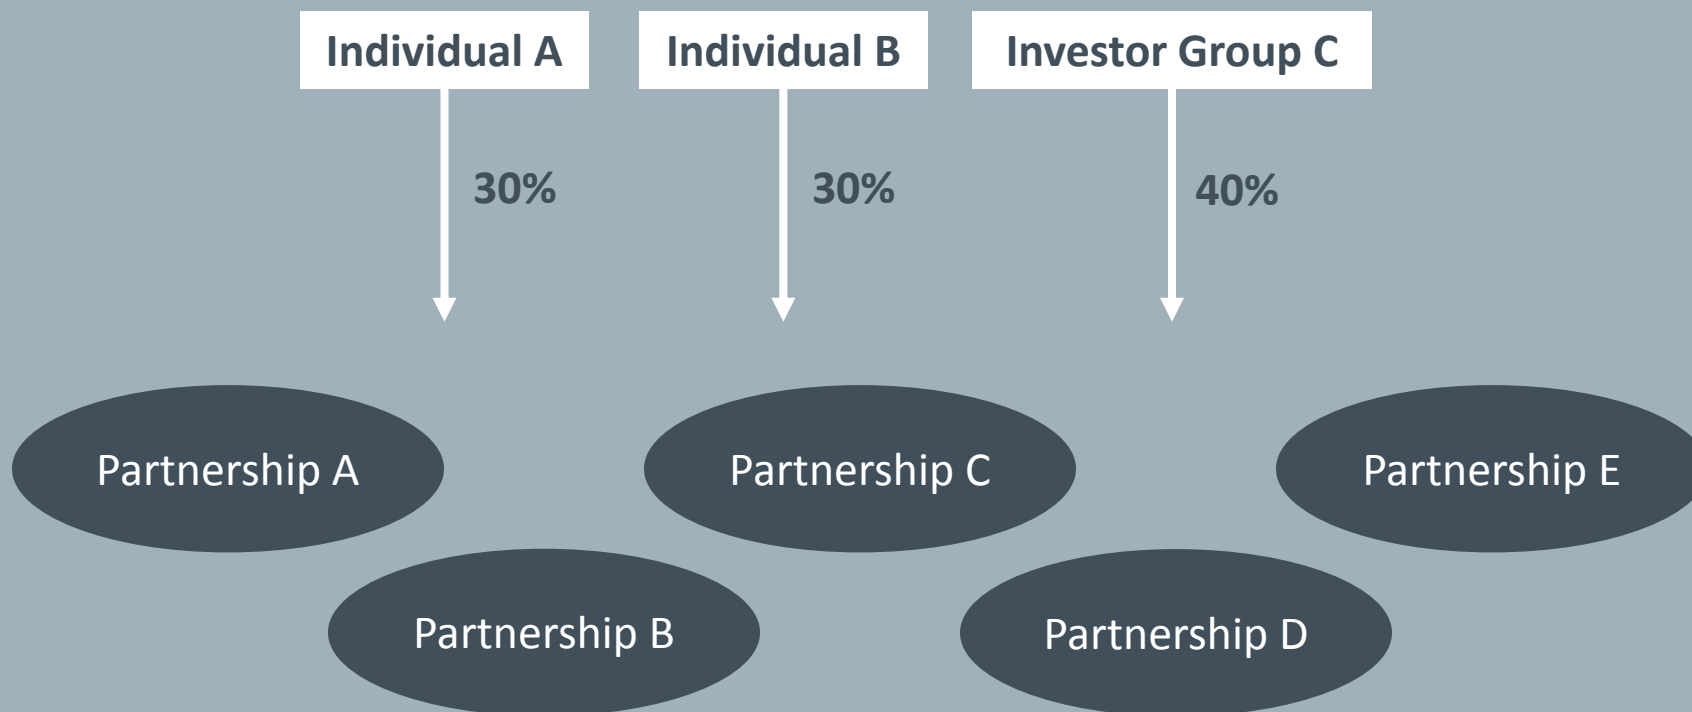 Individual A
Individual B
Investor Group C
30%
30%
40%
Partnership A
Partnership C
Partnership E
Partnership B
Partnership D